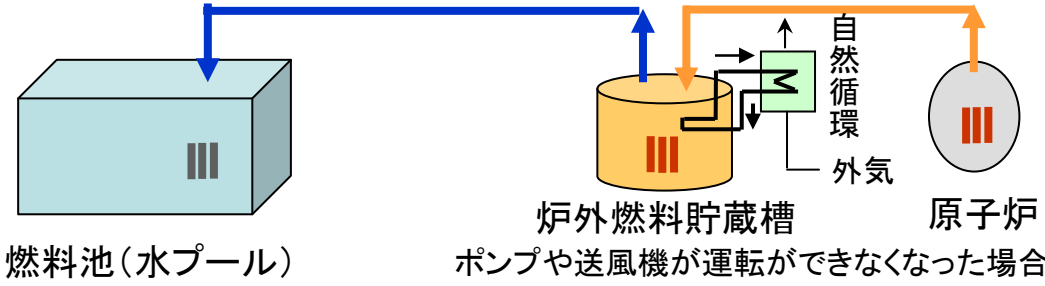 自然循環
外気
炉外燃料貯蔵槽
原子炉
燃料池（水プール）
ポンプや送風機が運転ができなくなった場合